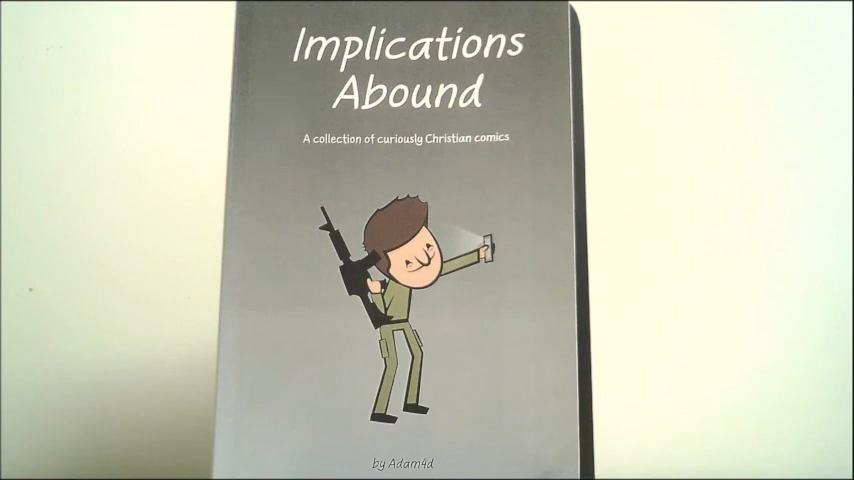 Implications
Abound
A collection of curiously Christian comics
by Adam4d